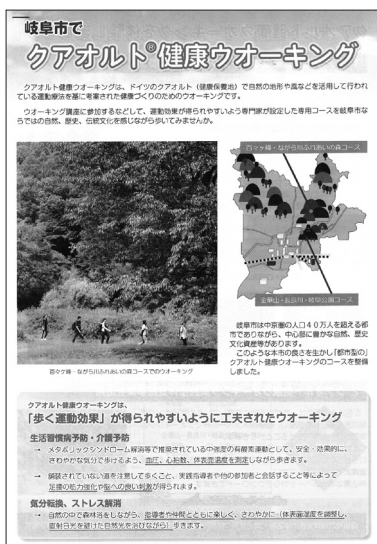 岐阜市で
クアオルト®健康ウオーキング
クアオルト健康ウオーキングは、ドイツのクアオルト（健康保養地）で自然の地形や風などを活用して行われ
ている運動療法を基に考案された健康づくりのためのウオーキングです。
ウオーキング講座に参加するなどして、運動効果が得られやすいよう専門家が設定した専用コースを岐阜市な
らではの自然、歴史、伝統文化を感じながら歩いてみませんか。
百々ケ峰・ながら川ふれあいの森コース
金華山・長良川・岐阜公園コース
百々ケ峰・ながら川ふれあいの森コースでのウオーキング
岐阜市は中京圏の人口４０万人を超える都
市でありながら、中心部に豊かな自然、歴史
文化資産等があります。
このような本市の良さを生かし「都市型の」
クアオルト健康ウオーキングのコースを整備
しました。
クアオルト健康ウオーキングは、
「歩く運動効果」が得られやすいように工夫されたウオーキング
生活習慣病予防・介護予防
→ メタボリックシンドローム解消等で推奨されている中強度の有酸素運動として、安全・効果的に、
さわやかな気分で歩けるよう、血圧、心拍数、体表面温度を測定しながら歩きます。
→ 舗装されていない道を注意して歩くこと、実践指導者や他の参加者と会話すること等によって
足腰の筋力強化や脳への良い刺激が得られます。
気分転換、ストレス解消
→ 自然の中で森林浴をしながら、指導者や仲間とともに楽しく、さわやかに（体表面温度を調整し、
直射日光を避けた自然光を浴びながら）歩きます。